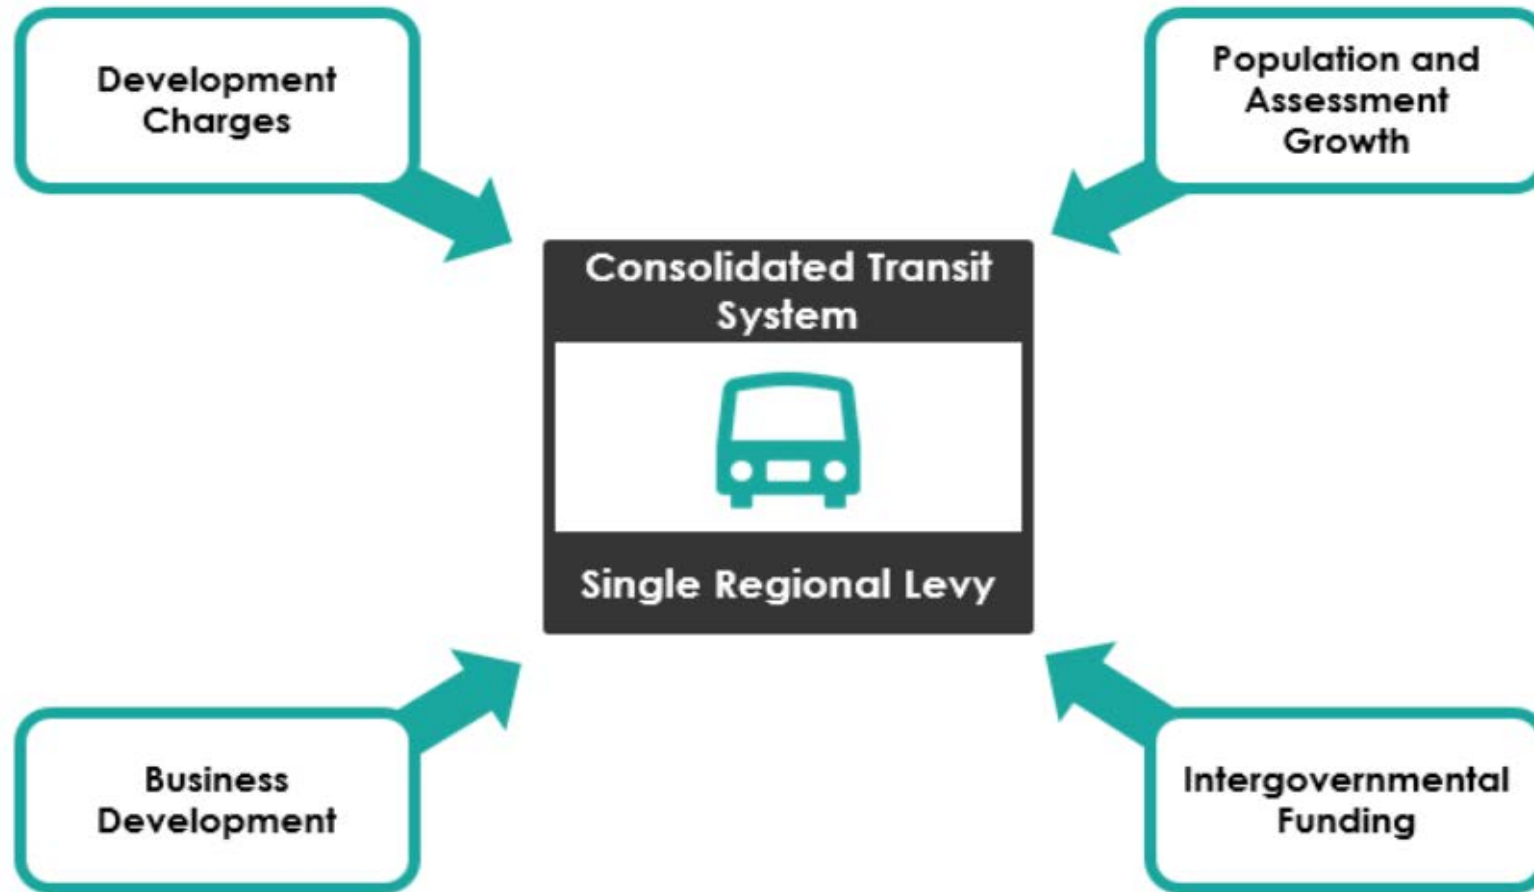 Development
Charges
Population and
Assessment
Growth
Consolidated Transit
System
Single Regional Levy
Business
Development
Intergovernmental
Funding